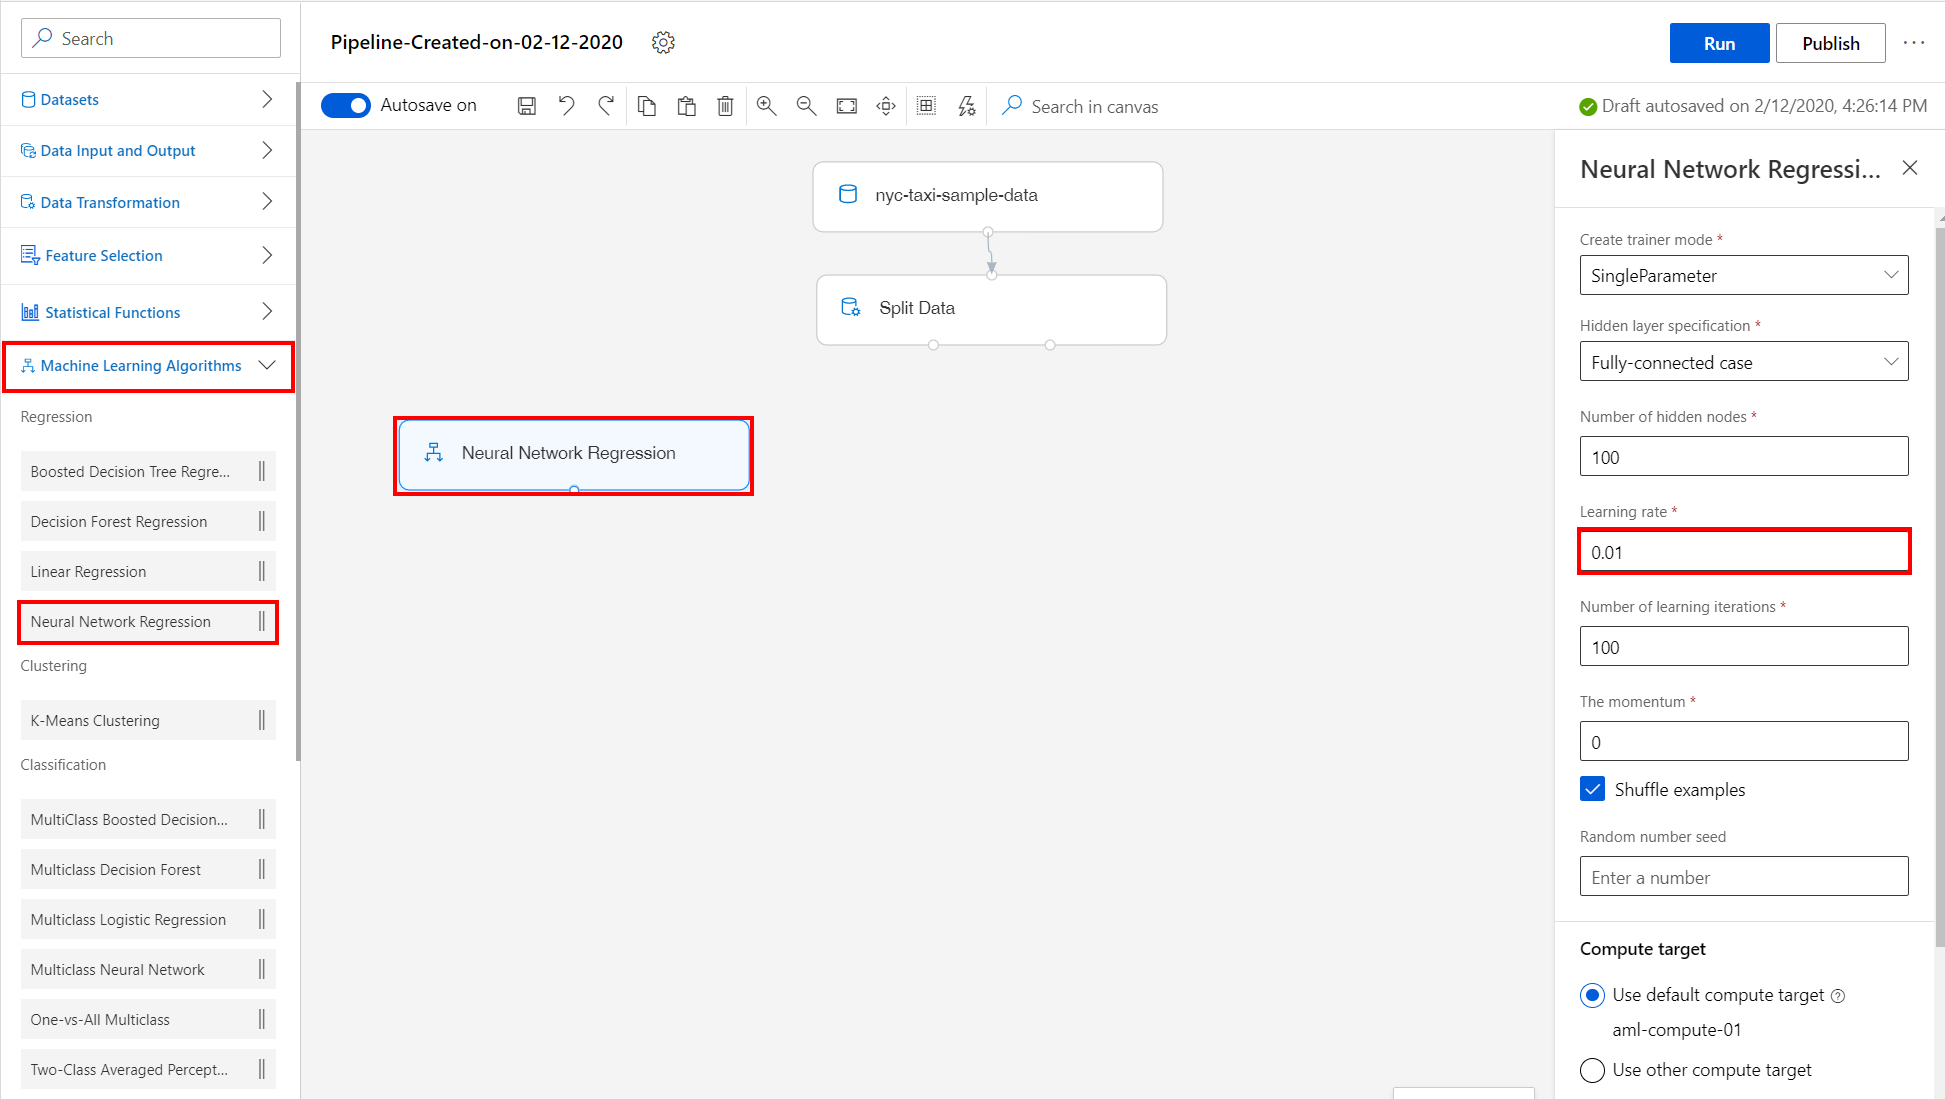 Search
Datasets
Data Input and Output
Data Transformation
Feature Selection
Statistical Functions
Machine Learning Algorithms
Regression
Boosted Decision Tree Regre...
Decision Forest Regression
Linear Regression
Neural Network Regression
Clustering
K-Means Clustering
Classification
MultiClass Boosted Decision...
Multiclass Decision Forest
Multiclass Logistic Regression
Multiclass Neural Network
One-vs-All Multiclass
Two-Class Averaged Percept...
Pipeline-Created-on-02-12-2020
Run
Publish
Autosave on
Search in canvas
Draft autosaved on 2/12/2020, 4:26:14 PM
nyc-taxi-sample-data
Split Data
Neural Network Regression
Neural Network Regressi...
Create trainer mode *
SingleParameter
Hidden layer specification *
Fully-connected case
Number of hidden nodes *
100
Learning rate *
0.01
Number of learning iterations *
100
The momentum *
0
Shuffle examples
Random number seed
Enter a number
Compute target
Use default compute target
aml-compute-01
Use other compute target